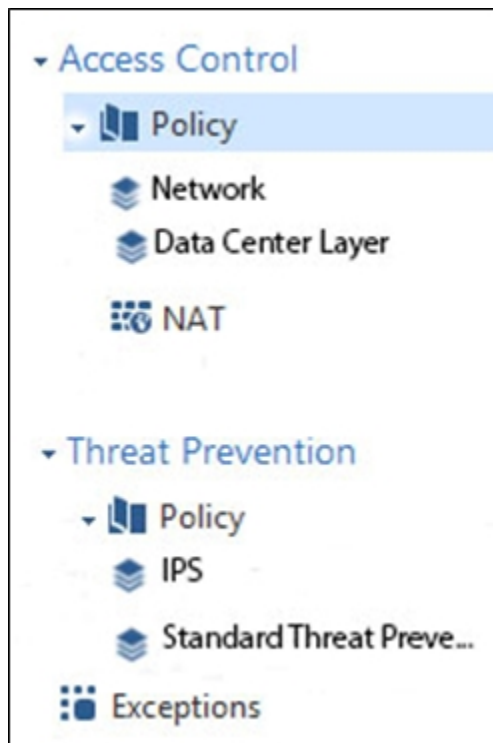 Access Control
Policy
Network
Data Center Layer
NAT
Threat Prevention
Policy
IPS
Standard Threat Preve...
Exceptions